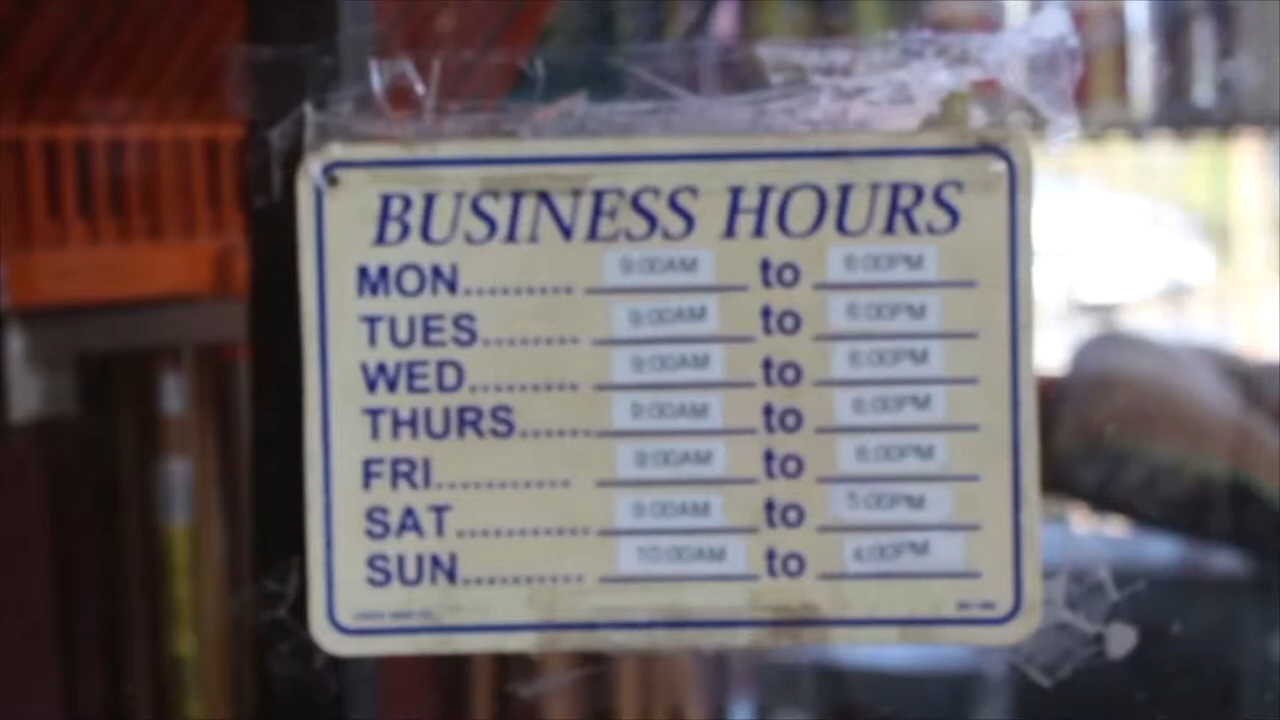 BUSINESS HOURS
MON......... 9:00AM to 6:00PM
TUES........ 9:00AM to 6:00PM
WED......... 9:00AM to 6:00PM
THURS...... 9:00AM to 6:00PM
FRI........... 9:00AM to 6:00PM
SAT........... 9:00AM to 5:00PM
SUN.......... 10:00AM to 4:00PM